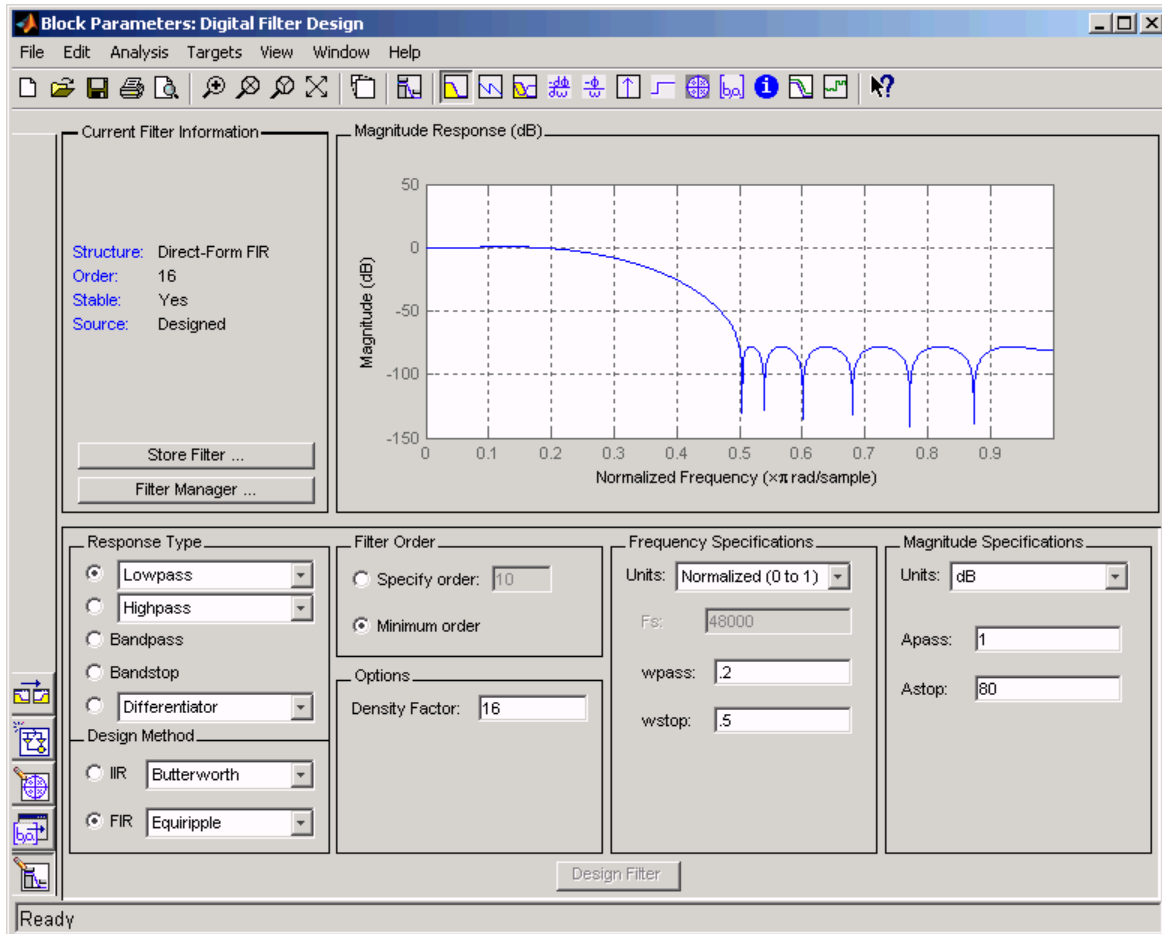 Block Parameters: Digital Filter Design
File Edit Analysis Targets View Window Help
Current Filter Information
Structure: Direct-Form FIR
Order: 16
Stable: Yes
Source: Designed
Store Filter ...
Filter Manager ...
Magnitude Response (dB)
Magnitude (dB)
50
0
-50
-100
-150
0 0.1 0.2 0.3 0.4 0.5 0.6 0.7 0.8 0.9
Normalized Frequency (×π rad/sample)
Response Type
Lowpass
Highpass
Bandpass
Bandstop
Differentiator
Design Method
IIR Butterworth
FIR Equiripple
Filter Order
Specify order: 10
Minimum order
Options
Density Factor: 16
Frequency Specifications
Units: Normalized (0 to 1)
Fs: 48000
wpass: .2
wstop: .5
Magnitude Specifications
Units: dB
Apass: 1
Astop: 80
Design Filter
Ready